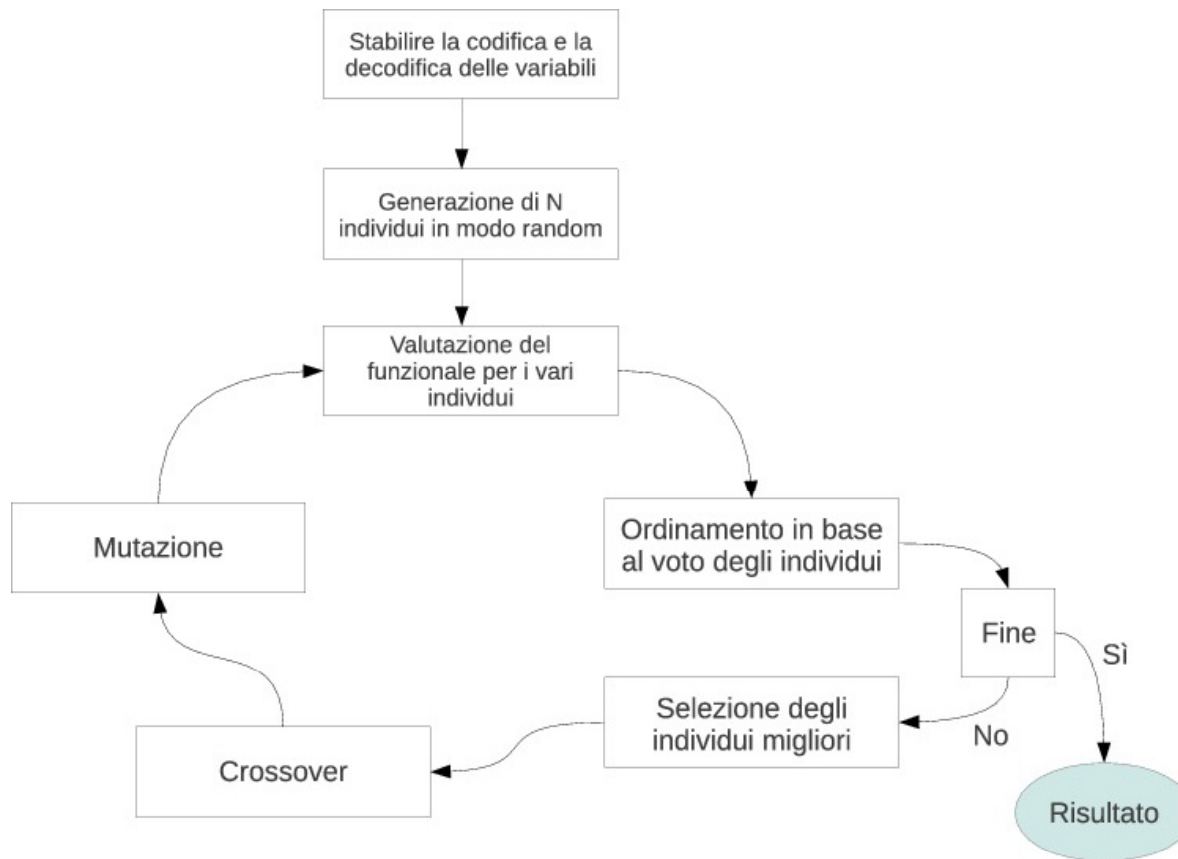 Stabilire la codifica e la
decodifica delle variabili
Generazione di N
individui in modo random
Valutazione del
funzionale per i vari
individui
Ordinamento in base
al voto degli individui
Mutazione
Fine
Sì
No
Selezione degli
individui migliori
Crossover
Risultato